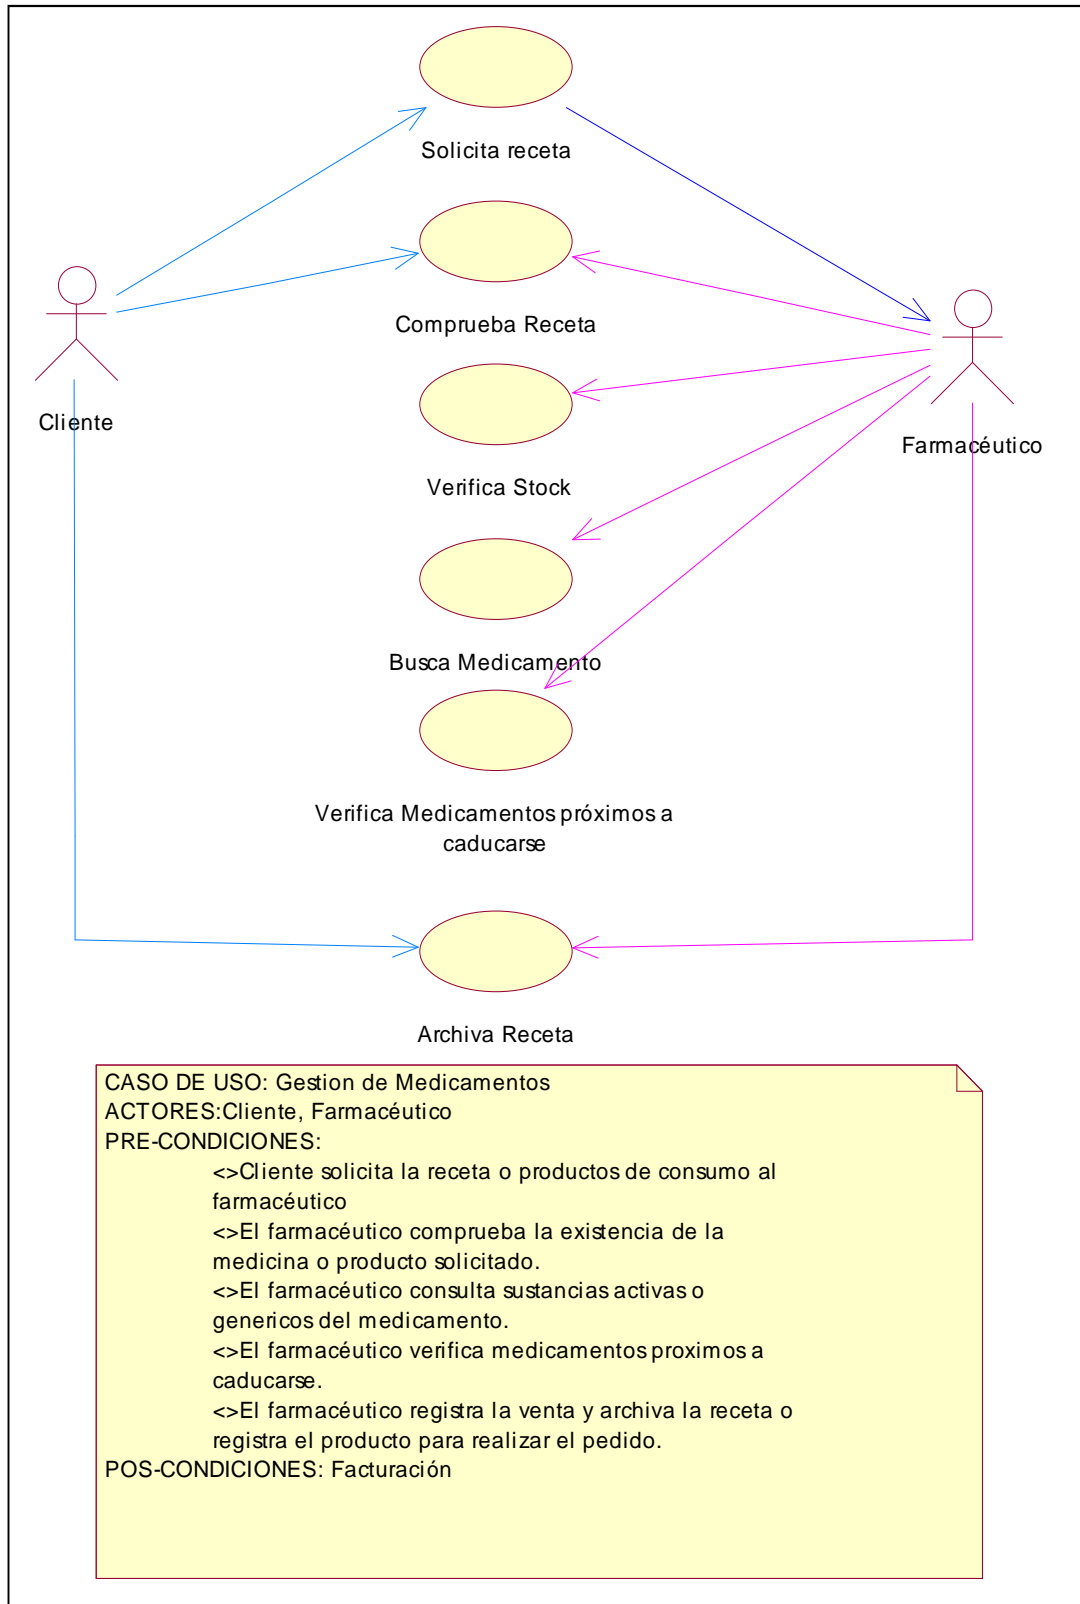 Solicita receta
Comprueba Receta
Cliente
Farmacéutico
Verifica Stock
Busca Medicamento
Verifica Medicamentos próximos a
caducarse
Archiva Receta
CASO DE USO: Gestion de Medicamentos
ACTORES:Cliente, Farmacéutico
PRE-CONDICIONES:
<>Cliente solicita la receta o productos de consumo al
farmacéutico
<>El farmacéutico comprueba la existencia de la
medicina o producto solicitado.
<>El farmacéutico consulta sustancias activas o
genericos del medicamento.
<>El farmacéutico verifica medicamentos proximos a
caducarse.
<>El farmacéutico registra la venta y archiva la receta o
registra el producto para realizar el pedido.
POS-CONDICIONES: Facturación